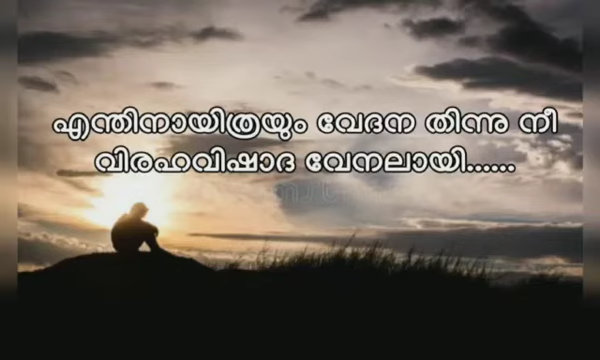 എന്തിനായിത്രയും വേദന തിന്നു നീ
വിരഹവിഷാദ വേനലായി......